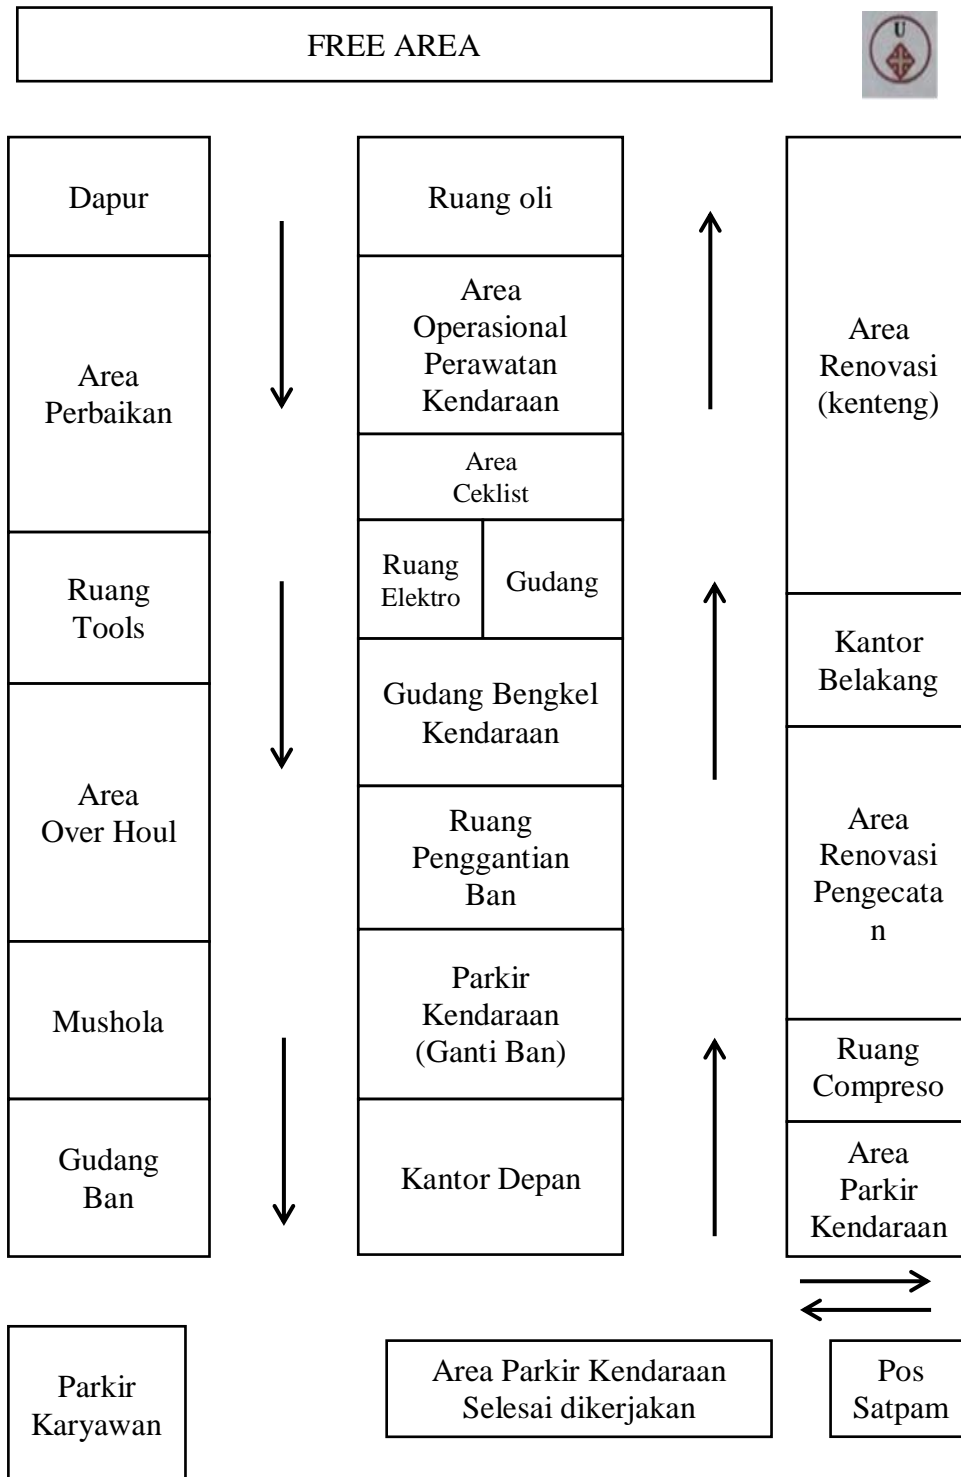 FREE AREA
U
Dapur
Area
Perbaikan
Ruang
Tools
Area
Over Houl
Mushola
Gudang
Ban
Parkir
Karyawan
Ruang oli
Area
Operasional
Perawatan
Kendaraan
Area
Ceklist
Ruang
Elektro
Gudang
Gudang Bengkel
Kendaraan
Ruang
Penggantian
Ban
Parkir
Kendaraan
(Ganti Ban)
Kantor Depan
Area Parkir Kendaraan
Selesai dikerjakan
Area
Renovasi
(kenteng)
Kantor
Belakang
Area
Renovasi
Pengecata
n
Ruang
Compreso
Area
Parkir
Kendaraan
Pos
Satpam